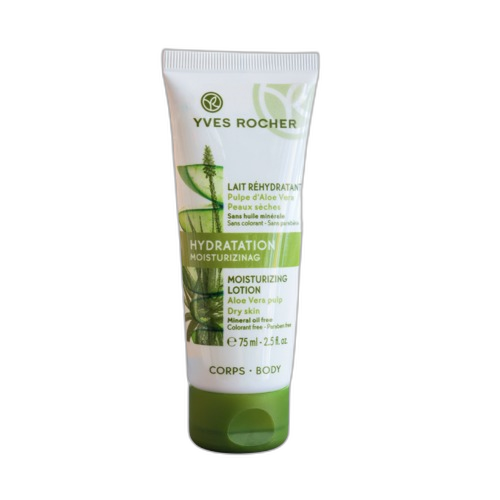 YVES ROCHER
LAIT RÉHYDRATANT
Pulpe d'Aloe Vera
Peaux sèches
Sans huile minérale
Sans colorant - Sans parabène
HYDRATATION
MOISTURIZINAG
MOISTURIZING
LOTION
Aloe Vera pulp
Dry skin
Mineral oil free
Colorant free - Paraben free
℮ 75 ml - 2.5 fl. oz.
CORPS • BODY